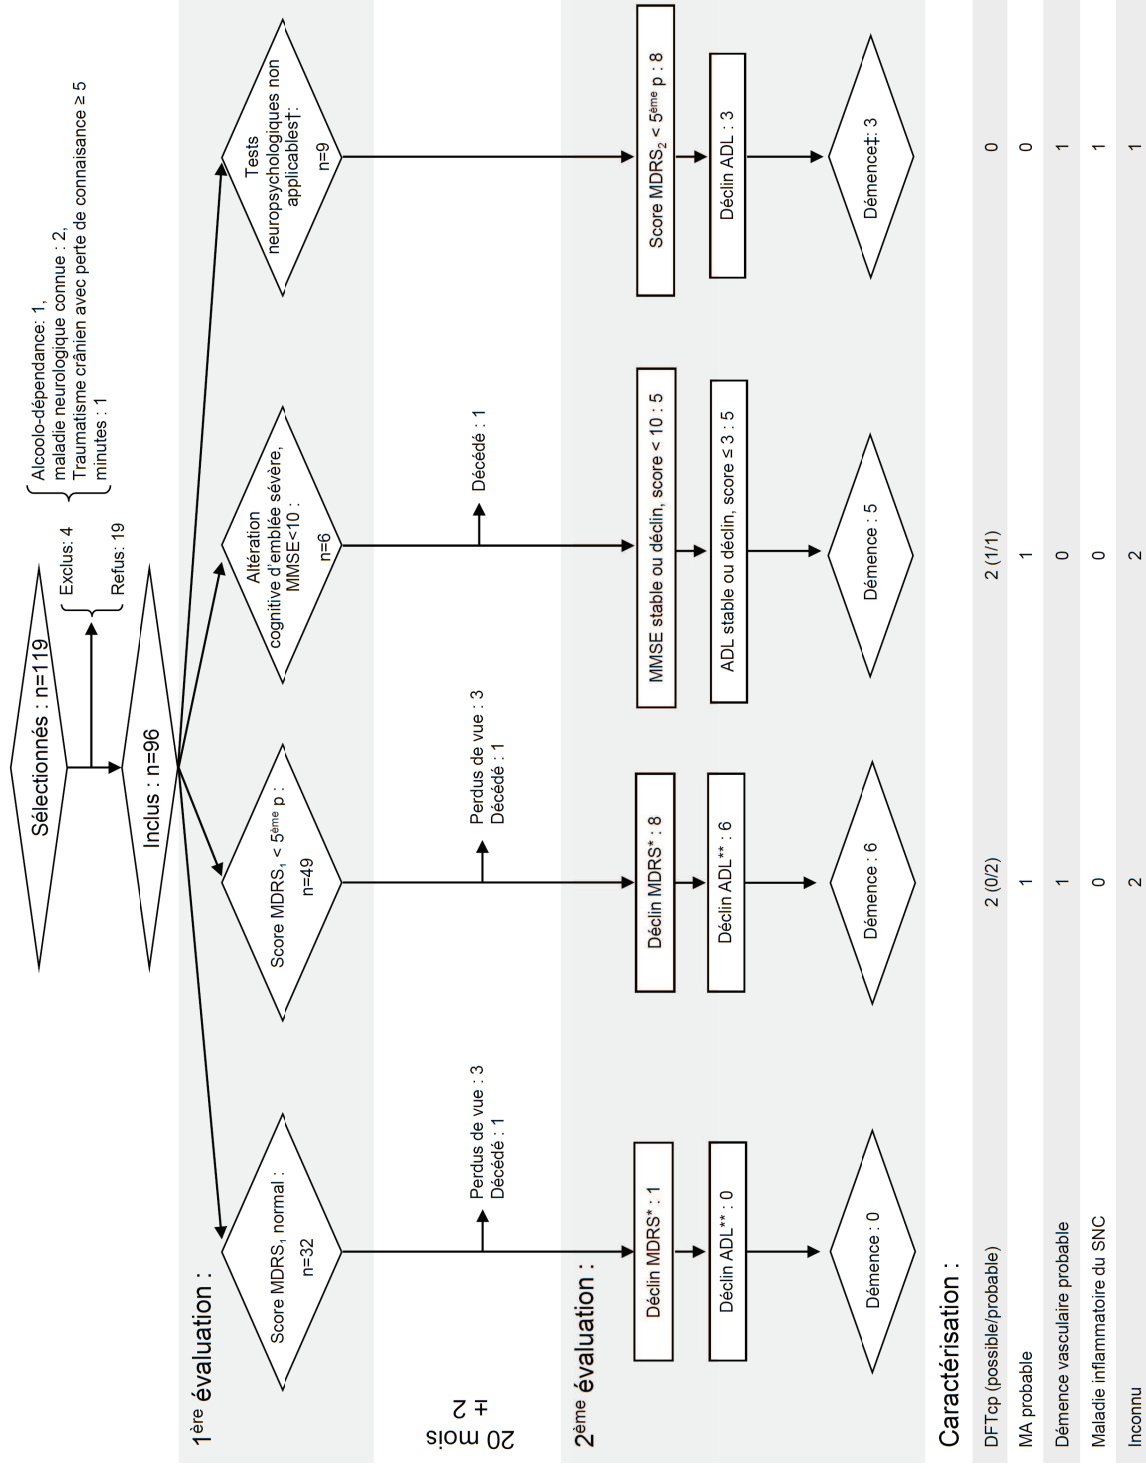 Sélectionnés : n=119
Exclus: 4
Refus: 19
Alcoolo-dépendance: 1,
maladie neurologique connue : 2,
Traumatisme crânien avec perte de connaisance ≥ 5
minutes : 1
Inclus : n=96
1ère évaluation :
Score MDRS₁ normal :
n=32
Score MDRS₁ < 5ème p :
n=49
Altération
cognitive d'emblée sévère,
MMSE<10 :
n=6
Tests
neuropsychologiques non
applicables†:
n=9
20 mois
± 2
Perdus de vue : 3
Décédé : 1
Perdus de vue : 3
Décédé : 1
Décédé : 1
2ème évaluation :
Déclin MDRS* : 1
Déclin MDRS* : 8
MMSE stable ou déclin, score < 10 : 5
Score MDRS₂ < 5ème p : 8
Déclin ADL** : 0
Déclin ADL** : 6
ADL stable ou déclin, score ≤ 3 : 5
Déclin ADL : 3
Démence : 0
Démence : 6
Démence : 5
Démence‡: 3
Caractérisation :
DFTcp (possible/probable) 2 (0/2) 2 (1/1) 0
MA probable 1 1 0
Démence vasculaire probable 1 0 1
Maladie inflammatoire du SNC 0 0 1
Inconnu 2 2 1